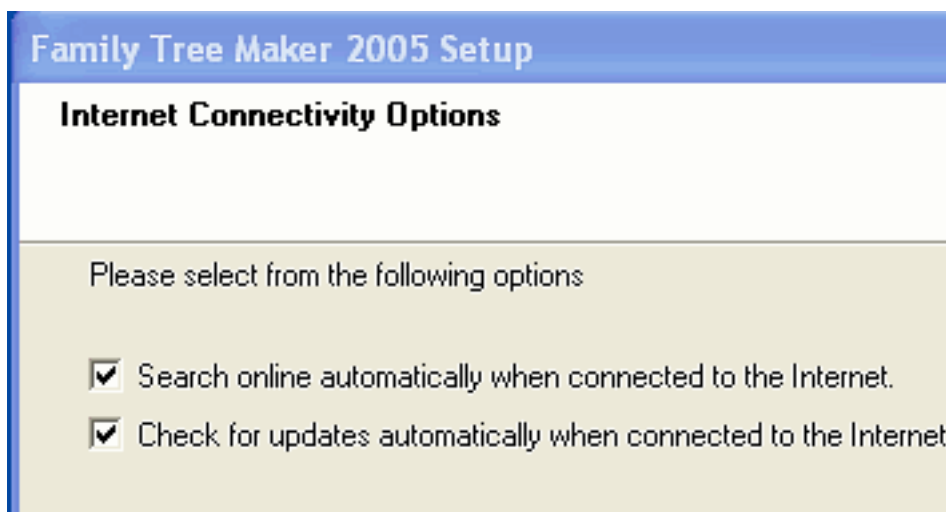 Family Tree Maker 2005 Setup
Internet Connectivity Options
Please select from the following options
Search online automatically when connected to the Internet.
Check for updates automatically when connected to the Internet